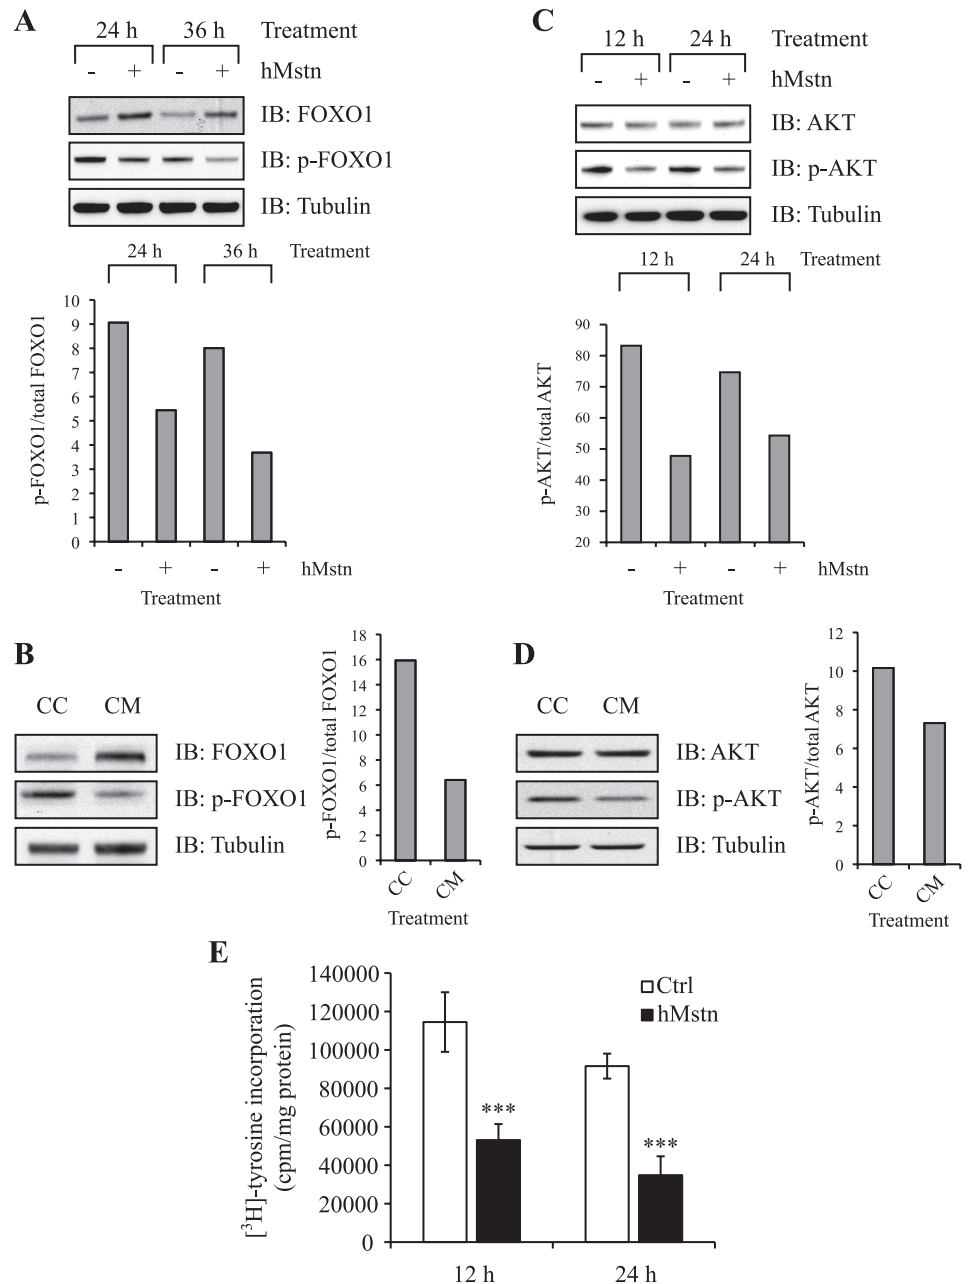 A
24 h 36 h Treatment
- + - + hMstn
IB: FOXO1
IB: p-FOXO1
IB: Tubulin
24 h 36 h Treatment
10
9
8
7
6
5
4
3
2
1
0
p-FOXO1/total FOXO1
- + - + hMstn
Treatment
C
12 h 24 h Treatment
- + - + hMstn
IB: AKT
IB: p-AKT
IB: Tubulin
12 h 24 h Treatment
90
80
70
60
50
40
30
20
p-AKT/total AKT
- + - + hMstn
Treatment
B
CC CM
IB: FOXO1
IB: p-FOXO1
IB: Tubulin
18
16
14
12
10
8
6
4
2
0
p-FOXO1/total FOXO1
CC CM
Treatment
D
CC CM
IB: AKT
IB: p-AKT
IB: Tubulin
12
10
8
6
4
2
0
p-AKT/total AKT
CC CM
Treatment
E
140000
120000
100000
80000
60000
40000
20000
0
[³H]-tyrosine incorporation
(cpm/mg protein)
Ctrl
hMstn
***
***
12 h 24 h